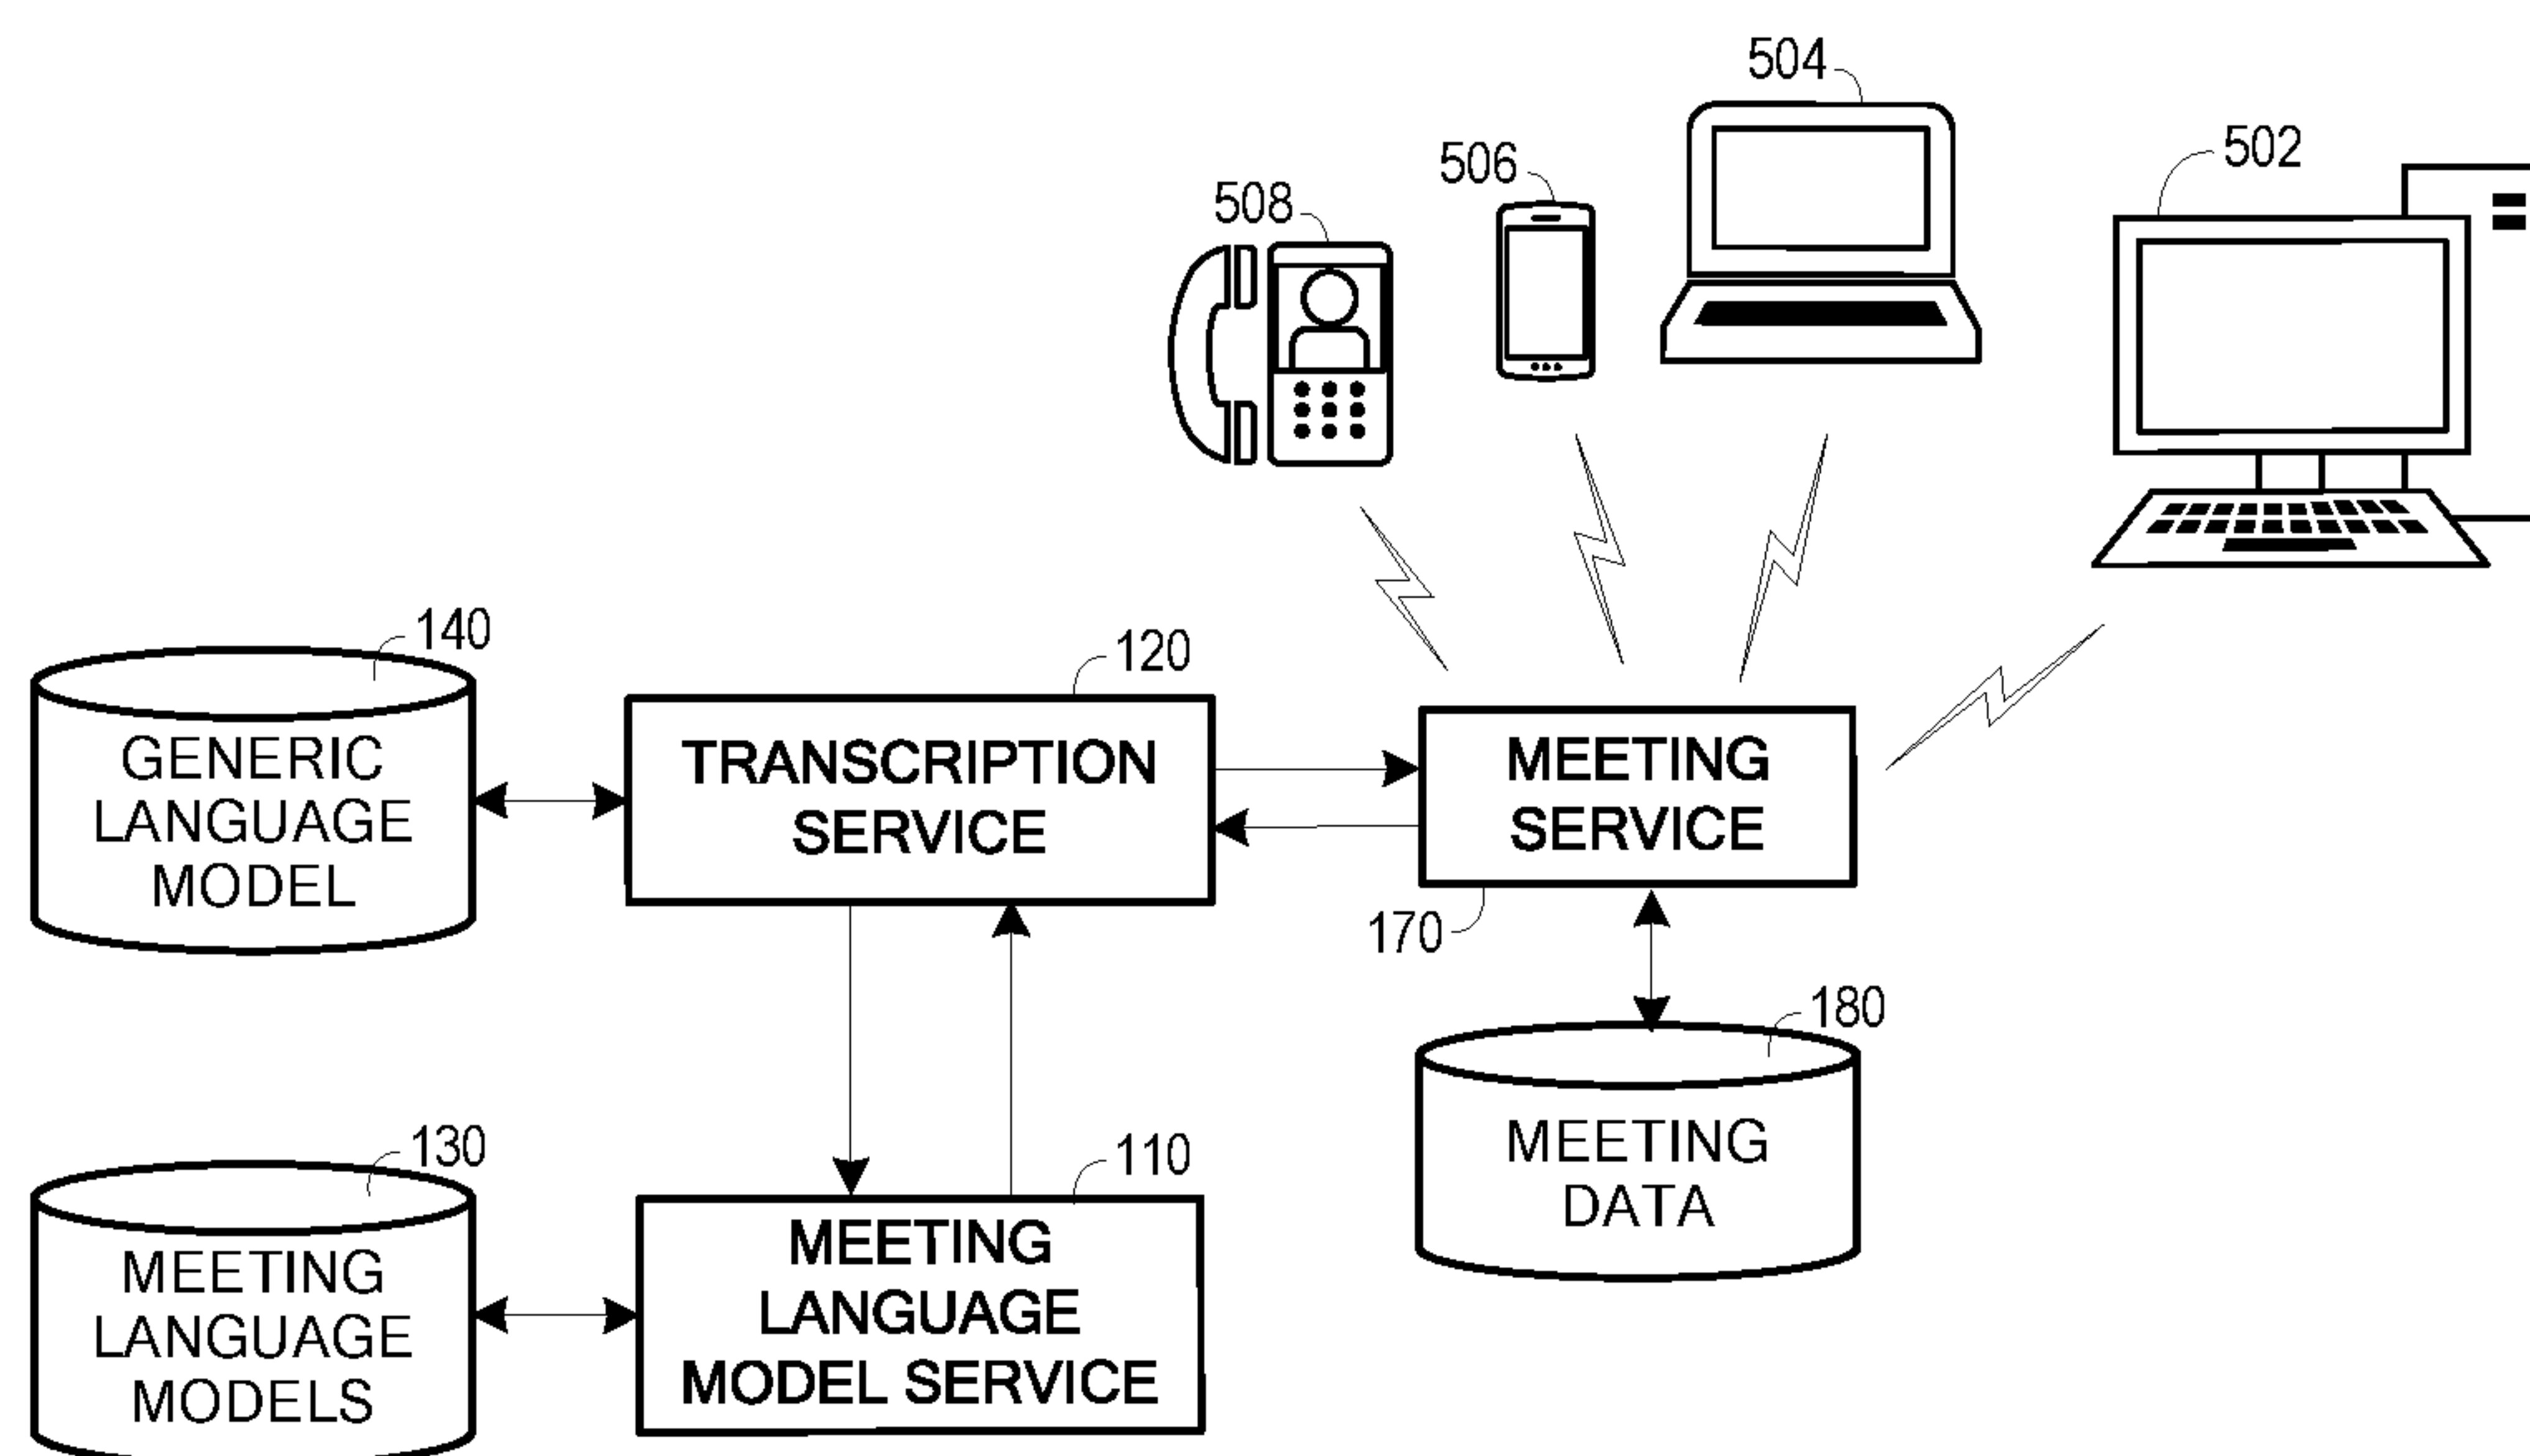 504
502
506
508
140
GENERIC
LANGUAGE
MODEL
120
TRANSCRIPTION
SERVICE
MEETING
SERVICE
170
180
MEETING
DATA
130
MEETING
LANGUAGE
MODELS
110
MEETING
LANGUAGE
MODEL SERVICE